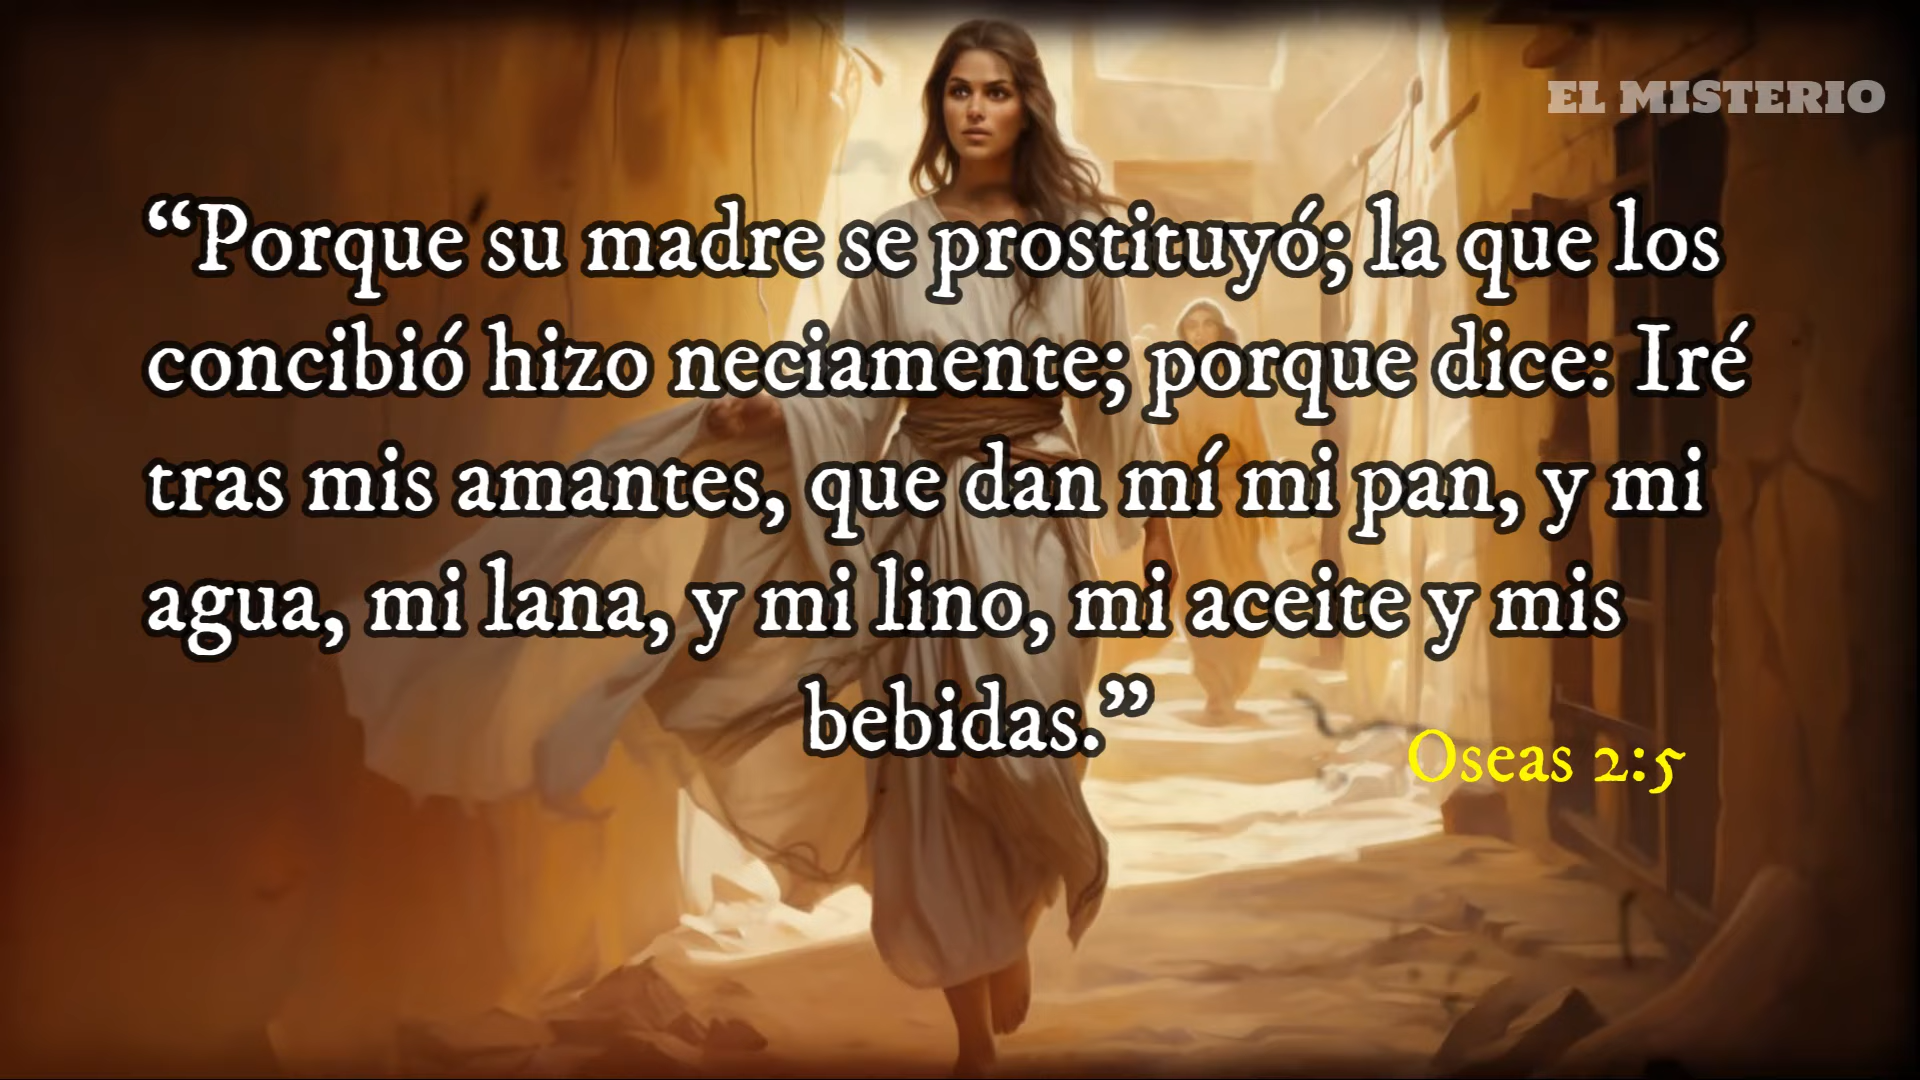 EL MISTERIO
“Porque su madre se prostituyó; la que los
concibió hizo neciamente; porque dice: Iré
tras mis amantes, que dan mí mi pan, y mi
agua, mi lana, y mi lino, mi aceite y mis
bebidas.”
Oseas 2:5